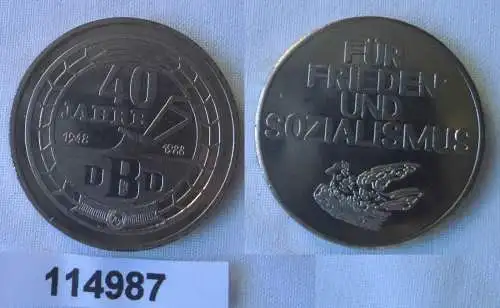 40
JAHRE
1948 1988
DBD
FÜR
FRIEDEN
UND
SOZIALISMUS
114987